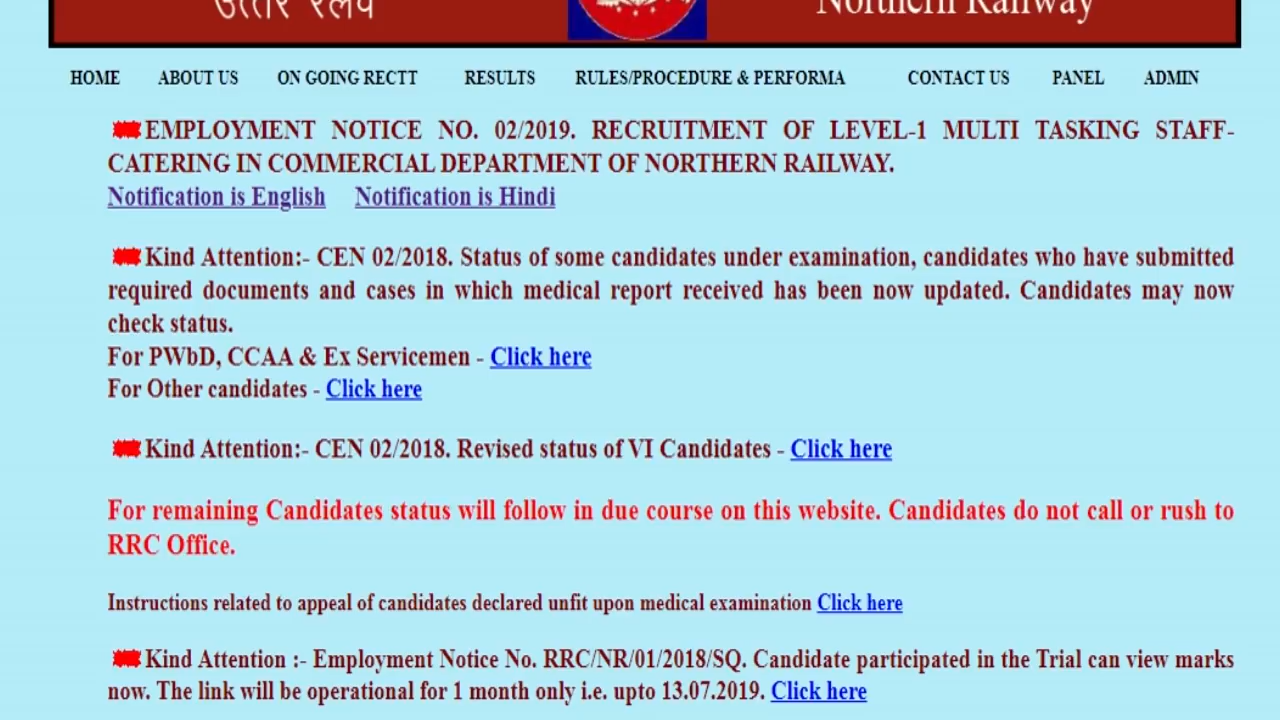 उत्तर रेलवे
Northern Railway
HOME ABOUT US ON GOING RECTT RESULTS RULES/PROCEDURE & PERFORMA CONTACT US PANEL ADMIN
EMPLOYMENT NOTICE NO. 02/2019. RECRUITMENT OF LEVEL-1 MULTI TASKING STAFF-
CATERING IN COMMERCIAL DEPARTMENT OF NORTHERN RAILWAY.
Notification is English Notification is Hindi
Kind Attention:- CEN 02/2018. Status of some candidates under examination, candidates who have submitted
required documents and cases in which medical report received has been now updated. Candidates may now
check status.
For PWbD, CCAA & Ex Servicemen - Click here
For Other candidates - Click here
Kind Attention:- CEN 02/2018. Revised status of VI Candidates - Click here
For remaining Candidates status will follow in due course on this website. Candidates do not call or rush to
RRC Office.
Instructions related to appeal of candidates declared unfit upon medical examination Click here
Kind Attention :- Employment Notice No. RRC/NR/01/2018/SQ. Candidate participated in the Trial can view marks
now. The link will be operational for 1 month only i.e. upto 13.07.2019. Click here